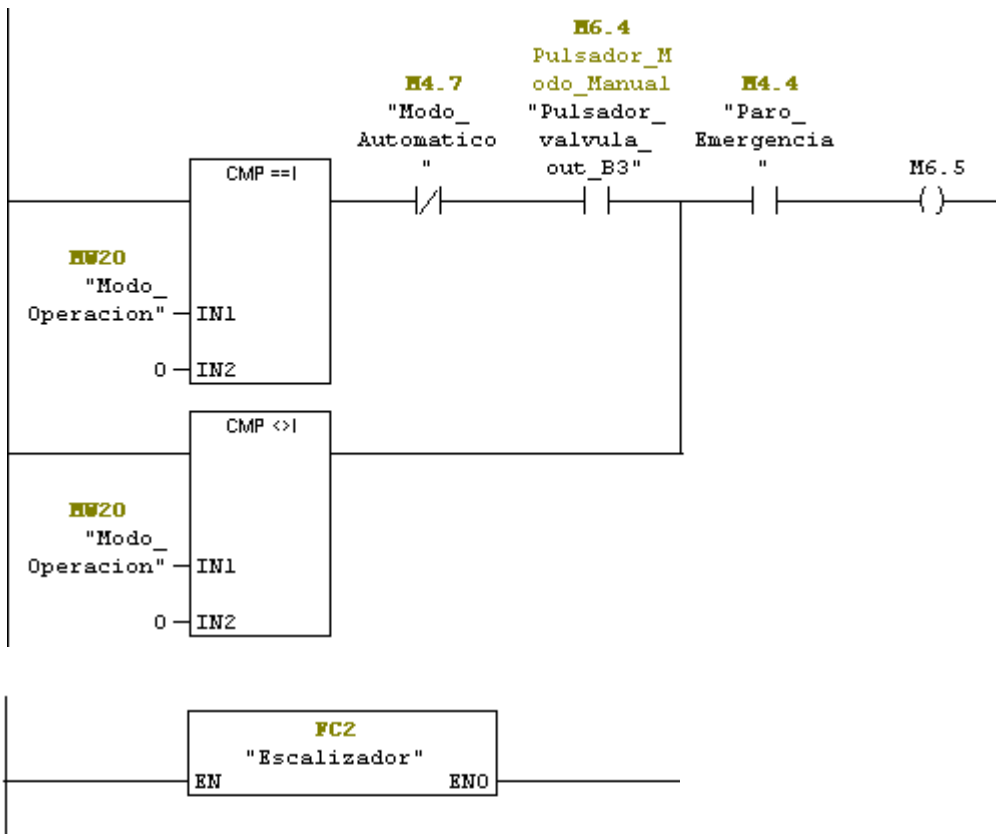 M6.4
Pulsador_M
M4.7 odo_Manual M4.4
"Modo_ "Pulsador_ "Paro_
Automatico valvula_ Emergencia
" out_B3" " M6.5
CMP ==I
MW20
"Modo_
Operacion" IN1
0 IN2
CMP <>I
MW20
"Modo_
Operacion" IN1
0 IN2
FC2
"Escalizador"
EN ENO